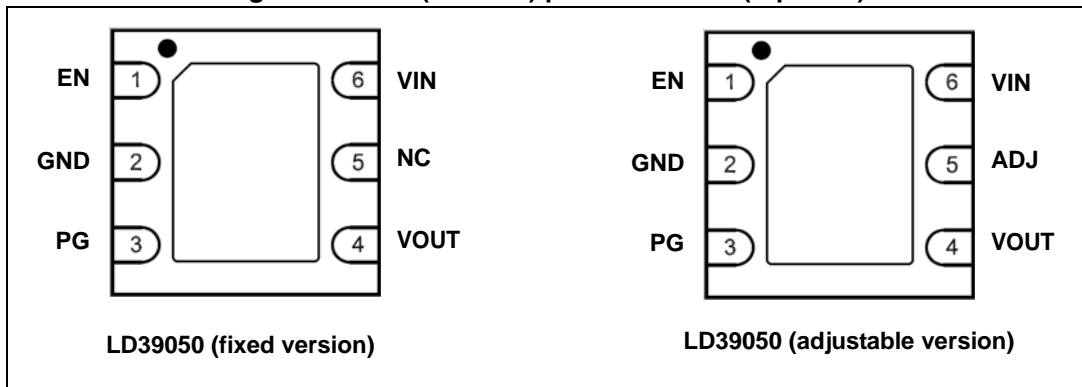 EN 1 6 VIN
GND 2 5 NC
PG 3 4 VOUT
LD39050 (fixed version)
EN 1 6 VIN
GND 2 5 ADJ
PG 3 4 VOUT
LD39050 (adjustable version)